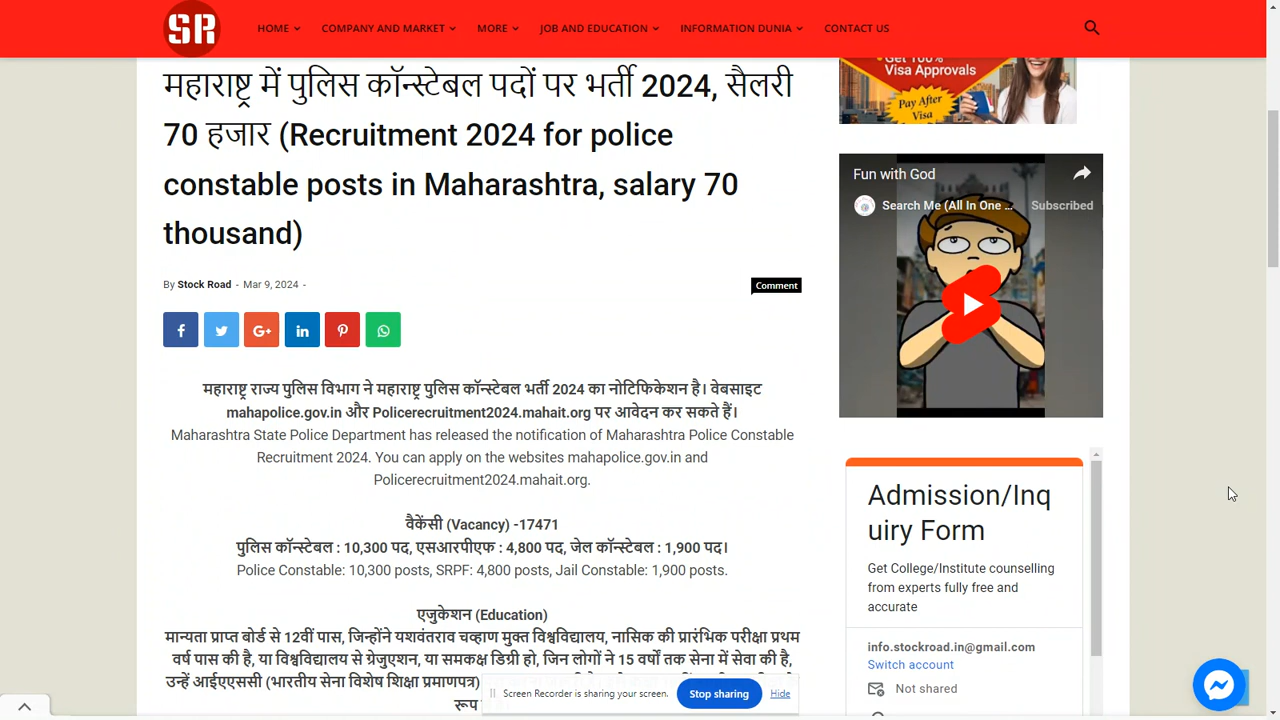 SR
HOME
COMPANY AND MARKET
MORE
JOB AND EDUCATION
INFORMATION DUNIA
CONTACT US
महाराष्ट्र में पुलिस कॉन्स्टेबल पदों पर भर्ती 2024, सैलरी
70 हजार (Recruitment 2024 for police
constable posts in Maharashtra, salary 70
thousand)
By Stock Road - Mar 9, 2024 -
Comment
महाराष्ट्र राज्य पुलिस विभाग ने महाराष्ट्र पुलिस कॉन्स्टेबल भर्ती 2024 का नोटिफिकेशन है। वेबसाइट
mahapolice.gov.in और Policerecruitment2024.mahait.org पर आवेदन कर सकते हैं।
Maharashtra State Police Department has released the notification of Maharashtra Police Constable
Recruitment 2024. You can apply on the websites mahapolice.gov.in and
Policerecruitment2024.mahait.org.
वैकेंसी (Vacancy) -17471
पुलिस कॉन्स्टेबल : 10,300 पद, एसआरपीएफ : 4,800 पद, जेल कॉन्स्टेबल : 1,900 पद।
Police Constable: 10,300 posts, SRPF: 4,800 posts, Jail Constable: 1,900 posts.
एजुकेशन (Education)
मान्यता प्राप्त बोर्ड से 12वीं पास, जिन्होंने यशवंतराव चव्हाण मुक्त विश्वविद्यालय, नासिक की प्रारंभिक परीक्षा प्रथम
वर्ष पास की है, या विश्वविद्यालय से ग्रेजुएशन, या समकक्ष डिग्री हो, जिन लोगों ने 15 वर्षों तक सेना में सेवा की है,
उन्हें आईएएससी (भारतीय सेना विशेष शिक्षा प्रमाणपत्र)
रूप
Get 100%
Visa Approvals
Pay After
Visa
Fun with God
Search Me (All In One ...
Subscribed
Admission/Inq
uiry Form
Get College/Institute counselling
from experts fully free and
accurate
info.stockroad.in@gmail.com
Switch account
Not shared
Screen Recorder is sharing your screen.
Stop sharing
Hide